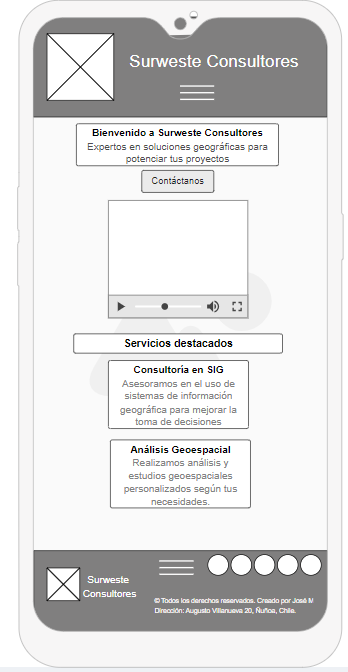 Surweste Consultores
Bienvenido a Surweste Consultores
Expertos en soluciones geográficas para
potenciar tus proyectos
Contáctanos
Servicios destacados
Consultoría en SIG
Asesoramos en el uso de
sistemas de información
geográfica para mejorar la
toma de decisiones
Análisis Geoespacial
Realizamos análisis y
estudios geoespaciales
personalizados según tus
necesidades.
Surweste
Consultores
© Todos los derechos reservados. Creado por José M
Dirección: Augusto Villanueva 20, Ñuñoa, Chile.